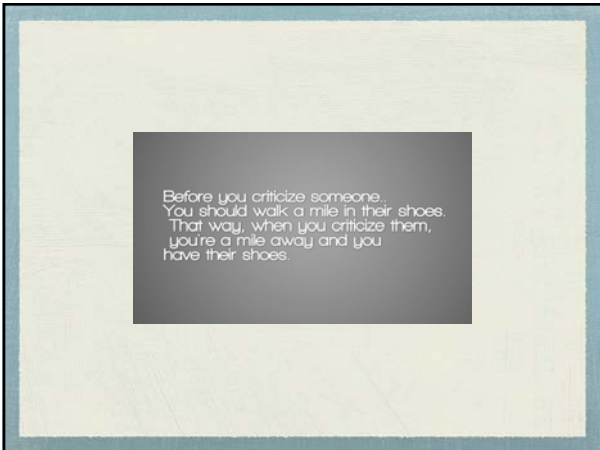 Before you criticize someone..
You should walk a mile in their shoes.
That way, when you criticize them,
you're a mile away and you
have their shoes.